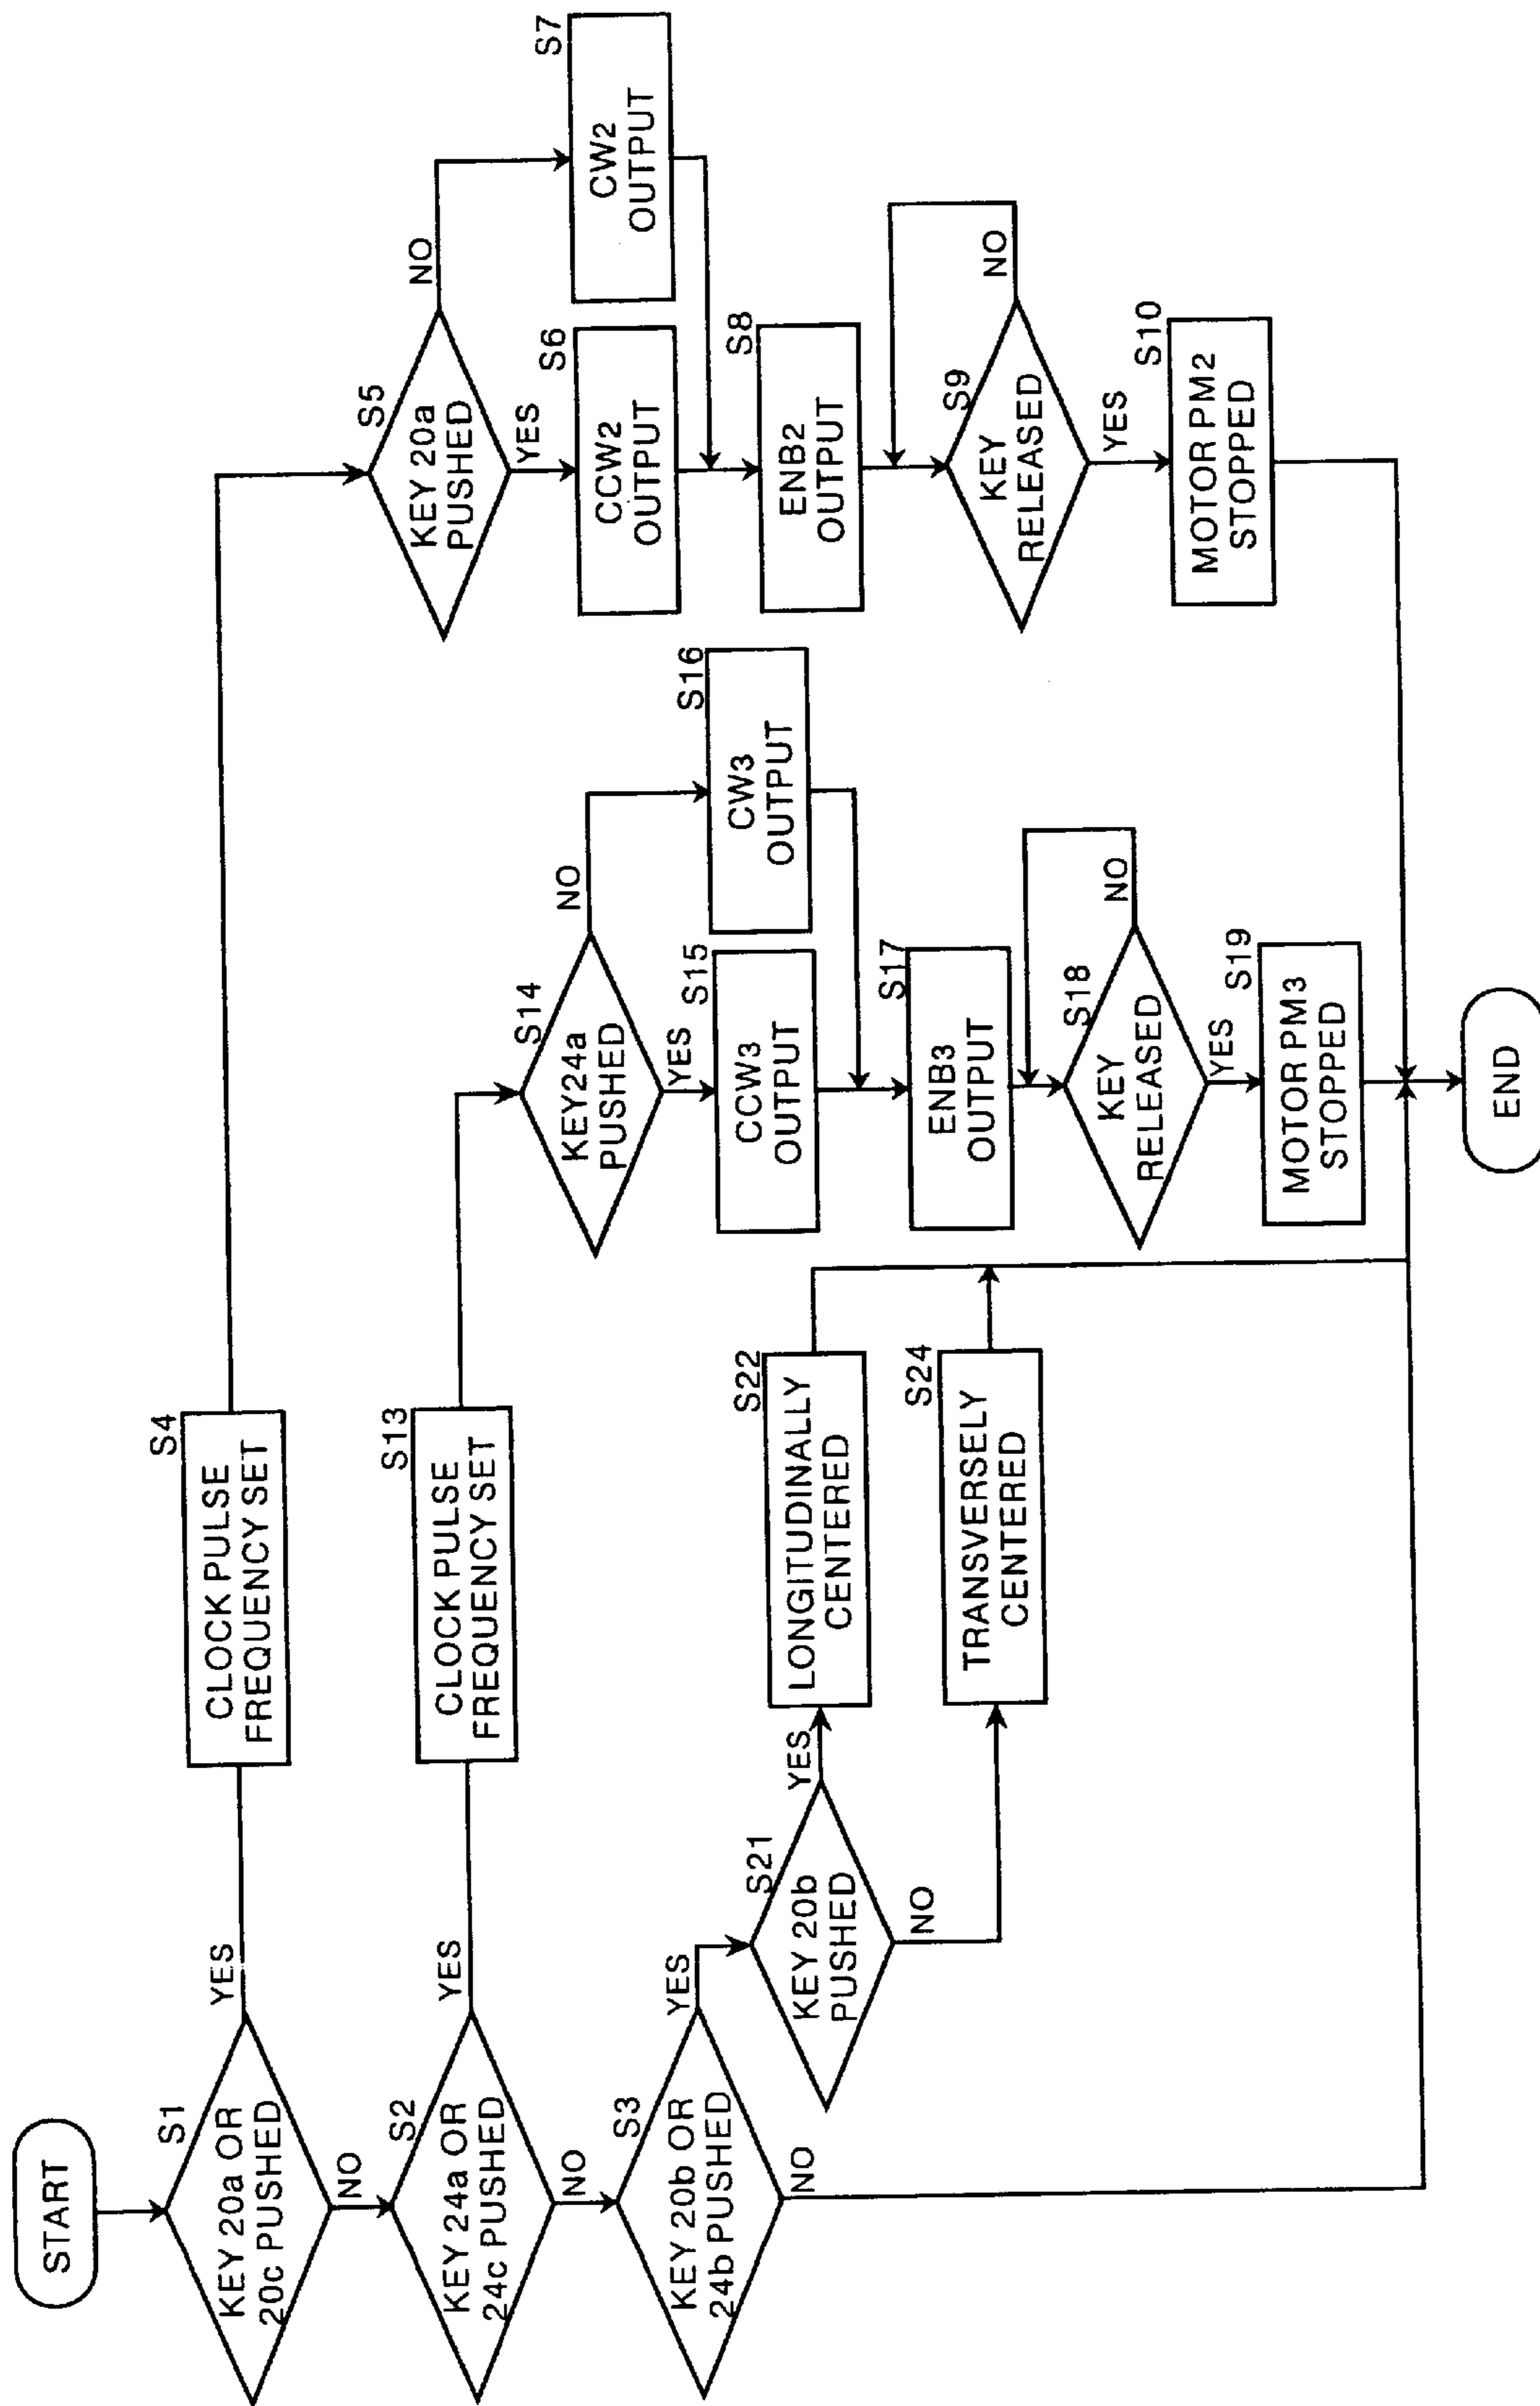 START
S1
KEY 20a OR
20c PUSHED
YES
NO
S4
CLOCK PULSE
FREQUENCY SET
S2
KEY 24a OR
24c PUSHED
YES
NO
S13
CLOCK PULSE
FREQUENCY SET
S3
KEY 20b OR
24b PUSHED
YES
NO
S21
KEY 20b
PUSHED
YES
NO
S22
LONGITUDINALLY
CENTERED
S24
TRANSVERSELY
CENTERED
S14
KEY24a
PUSHED
NO
YES
S15
CCW3
OUTPUT
S16
CW3
OUTPUT
S17
ENB3
OUTPUT
S18
KEY
RELEASED
NO
YES
S19
MOTOR PM3
STOPPED
S5
KEY 20a
PUSHED
NO
YES
S6
CCW2
OUTPUT
S7
CW2
OUTPUT
S8
ENB2
OUTPUT
S9
KEY
RELEASED
NO
YES
S10
MOTOR PM2
STOPPED
END